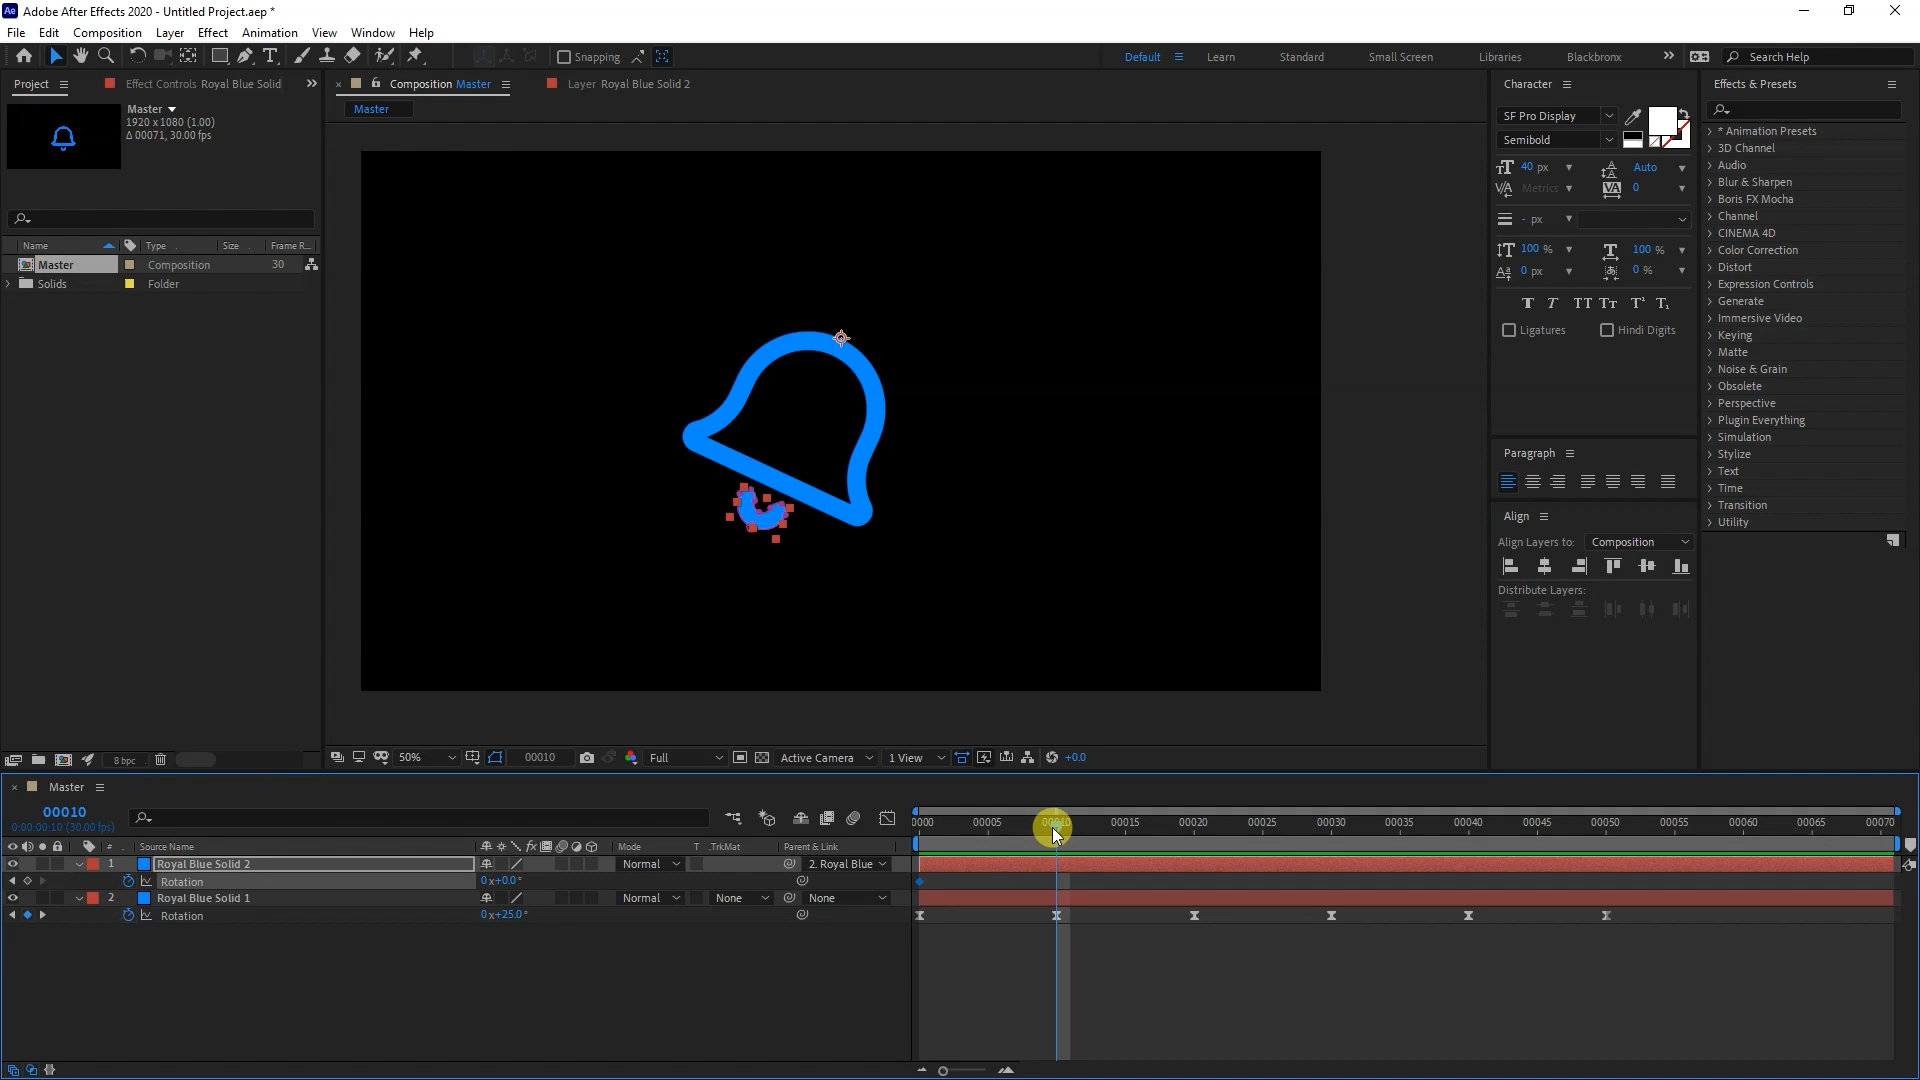 Ae Adobe After Effects 2020 - Untitled Project.aep *
File Edit Composition Layer Effect Animation View Window Help
Snapping
Default Learn Standard Small Screen Libraries Blackbronx Search Help
Project Effect Controls Royal Blue Solid Composition Master Layer Royal Blue Solid 2 Character Effects & Presets
Master
1920 x 1080 (1.00)
Δ 00071, 30.00 fps
Master
Name Type Size Frame R...
Master Composition 30
Solids Folder
SF Pro Display
Semibold
40 px Auto
Metrics 0
- px
100 % 100 %
0 px 0 %
T T TT Tt T¹ T₁
Ligatures Hindi Digits
Paragraph
Align
Align Layers to: Composition
Distribute Layers:
* Animation Presets
3D Channel
Audio
Blur & Sharpen
Boris FX Mocha
Channel
CINEMA 4D
Color Correction
Distort
Expression Controls
Generate
Immersive Video
Keying
Matte
Noise & Grain
Obsolete
Perspective
Plugin Everything
Simulation
Stylize
Text
Time
Transition
Utility
8 bpc 50% 00010 Full Active Camera 1 View +0.0
Master
00010
0:00:00:10 (30.00 fps)
0000 00005 00010 00015 00020 00025 00030 00035 00040 00045 00050 00055 00060 00065 00070
# Source Name Mode T .TrkMat Parent & Link
1 Royal Blue Solid 2 Normal 2. Royal Blue
Rotation 0x+0.0°
2 Royal Blue Solid 1 Normal None None
Rotation 0x+25.0°